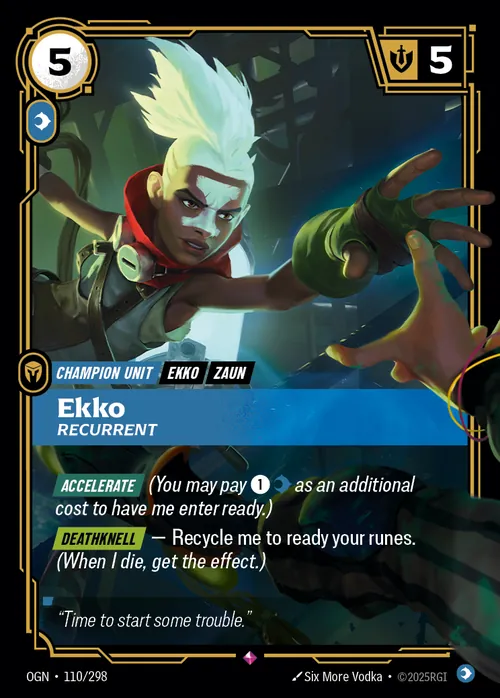 5
5
CHAMPION UNIT EKKO ZAUN
Ekko
RECURRENT
ACCELERATE (You may pay 1 as an additional
cost to have me enter ready.)
DEATHKNELL — Recycle me to ready your runes.
(When I die, get the effect.)
“Time to start some trouble.”
OGN • 110/298
Six More Vodka • ©2025RGI